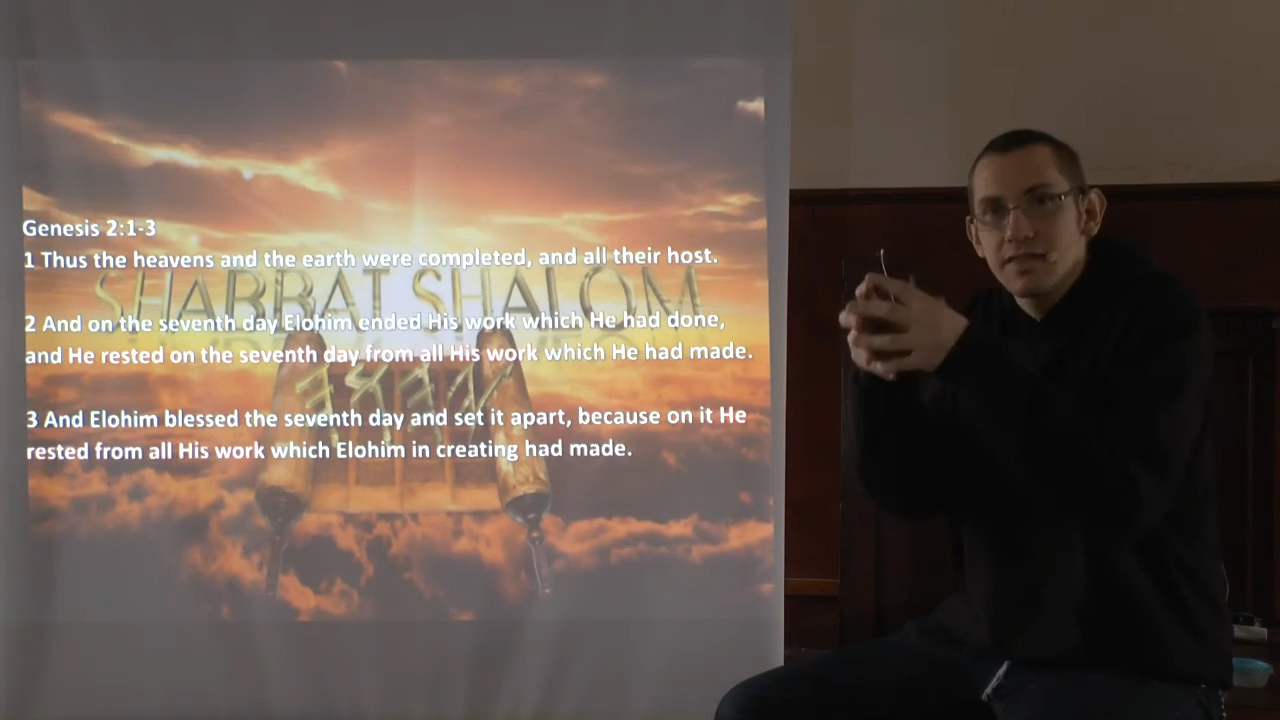 Genesis 2:1-3
1 Thus the heavens and the earth were completed, and all their host.
SHABBAT SHALOM
2 And on the seventh day Elohim ended His work which He had done,
and He rested on the seventh day from all His work which He had made.
𐤉𐤄𐤅𐤄
3 And Elohim blessed the seventh day and set it apart, because on it He
rested from all His work which Elohim in creating had made.